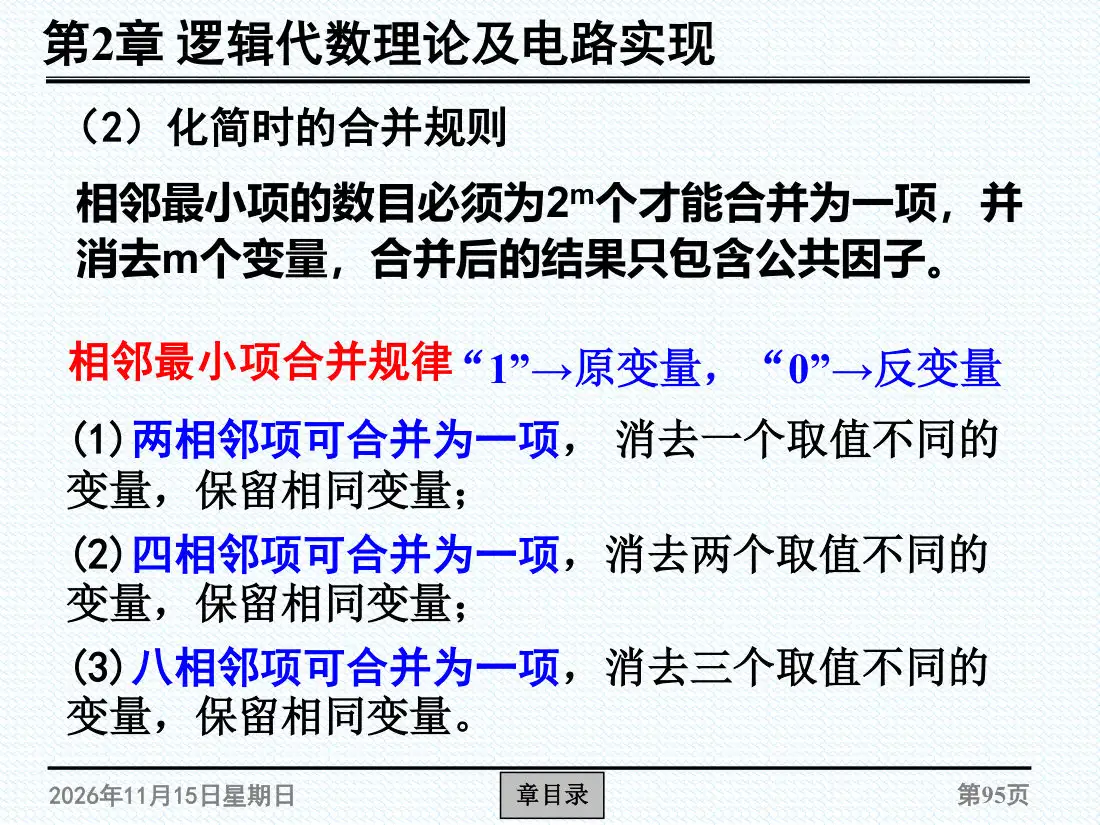 第2章 逻辑代数理论及电路实现
（2）化简时的合并规则
相邻最小项的数目必须为2ᵐ个才能合并为一项，并
消去m个变量，合并后的结果只包含公共因子。
相邻最小项合并规律“1”→原变量，“0”→反变量
(1)两相邻项可合并为一项， 消去一个取值不同的
变量，保留相同变量；
(2)四相邻项可合并为一项，消去两个取值不同的
变量，保留相同变量；
(3)八相邻项可合并为一项，消去三个取值不同的
变量，保留相同变量。
2026年11月15日星期日 章目录 第95页